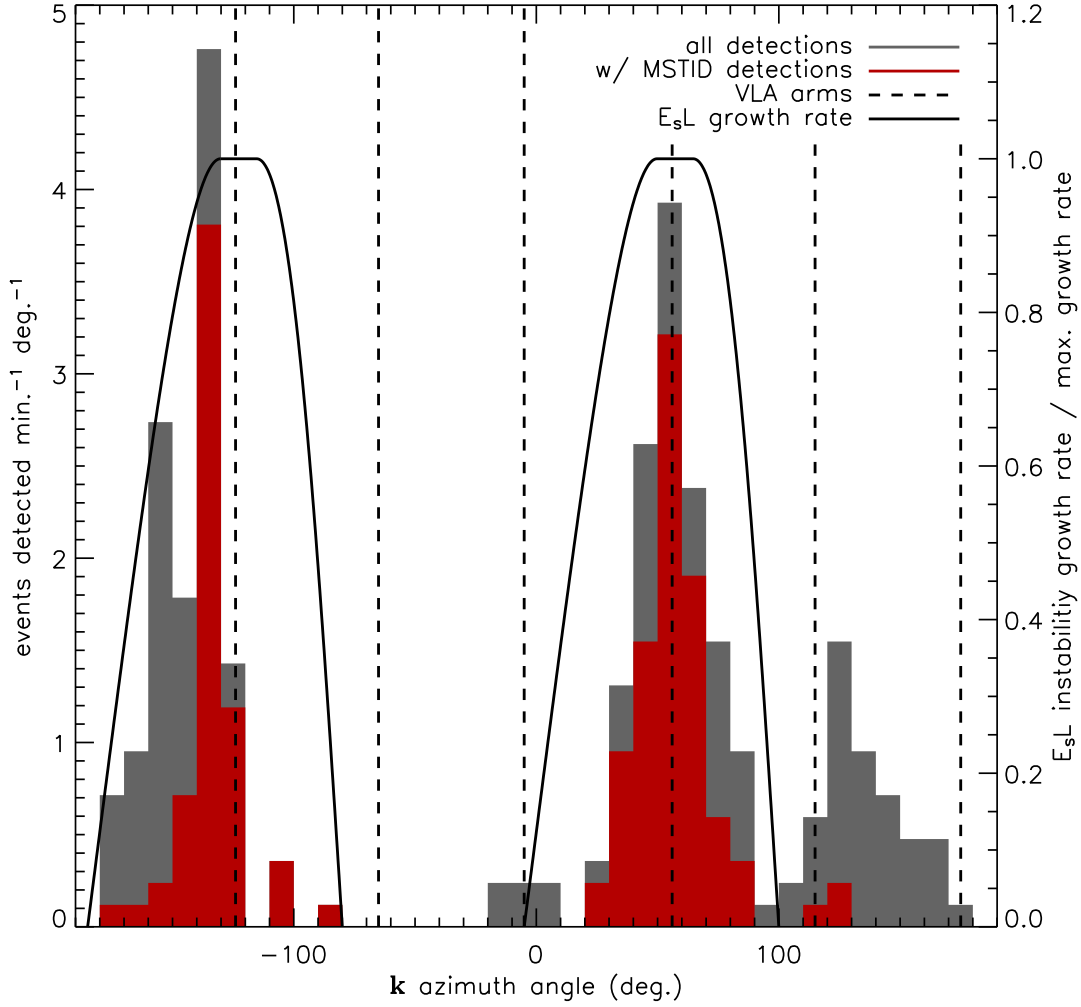 all detections
w/ MSTID detections
VLA arms
EsL growth rate
5
4
3
2
1
0
1.2
1.0
0.8
0.6
0.4
0.2
0.0
-100
0
100
events detected min.-1 deg.-1
EsL instabilitiy growth rate / max. growth rate
k azimuth angle (deg.)